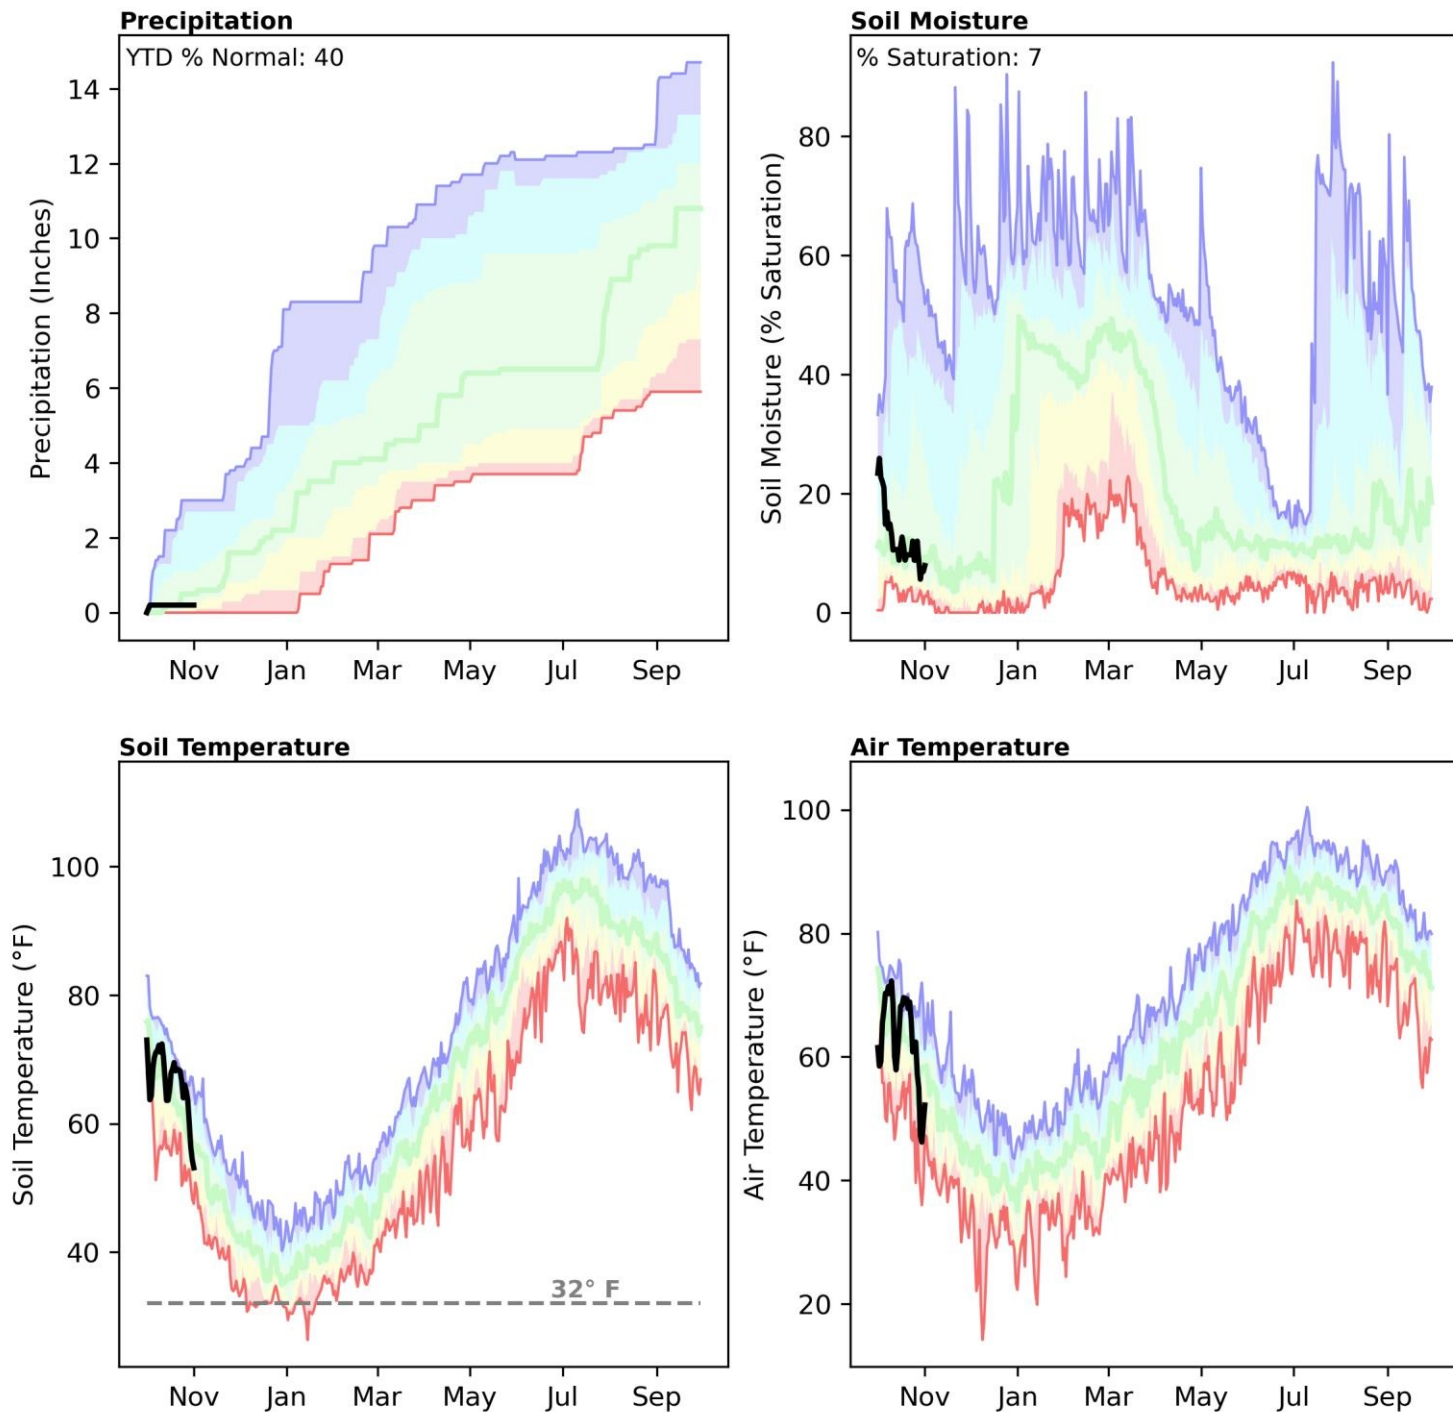 Precipitation
YTD % Normal: 40
Precipitation (Inches)
14
12
10
8
6
4
2
0
Nov Jan Mar May Jul Sep
Soil Moisture
% Saturation: 7
Soil Moisture (% Saturation)
80
60
40
20
0
Nov Jan Mar May Jul Sep
Soil Temperature
Soil Temperature (°F)
100
80
60
40
32° F
Nov Jan Mar May Jul Sep
Air Temperature
Air Temperature (°F)
100
80
60
40
20
Nov Jan Mar May Jul Sep